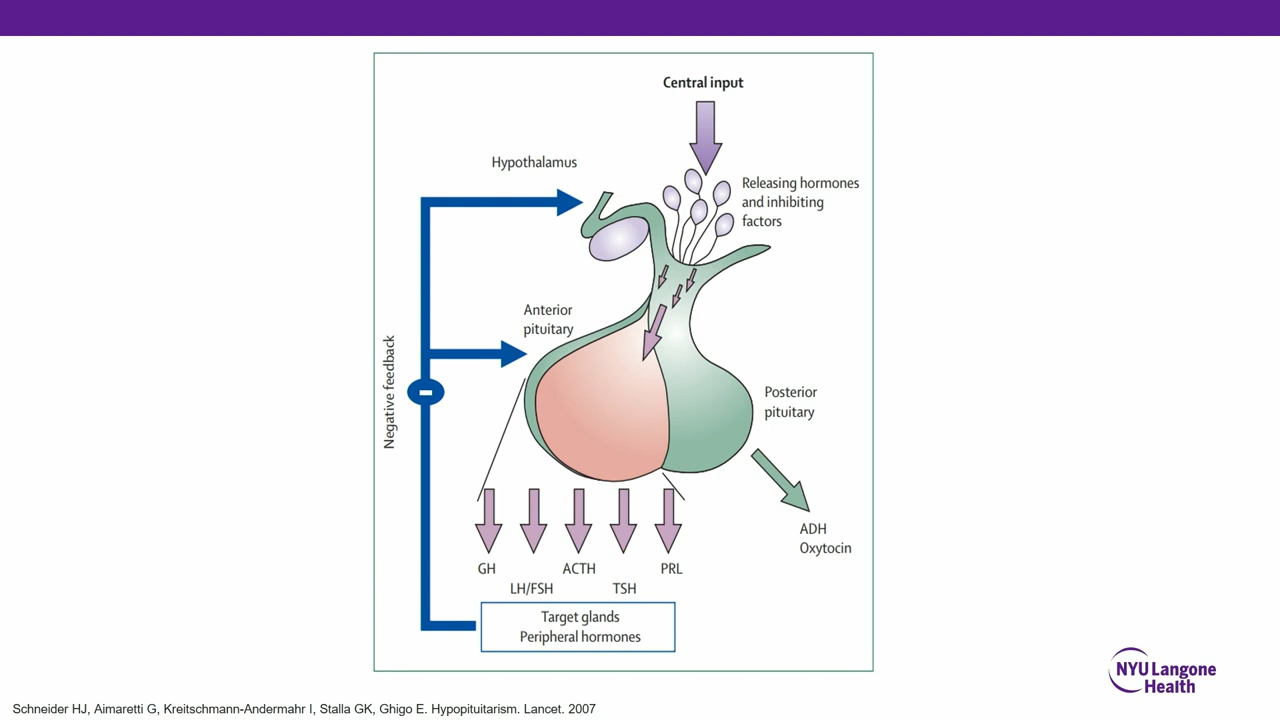 Central input
Hypothalamus
Releasing hormones
and inhibiting
factors
Anterior
pituitary
Negative feedback
Posterior
pituitary
ADH
Oxytocin
GH
LH/FSH
ACTH
TSH
PRL
Target glands
Peripheral hormones
NYU Langone
Health
Schneider HJ, Aimaretti G, Kreitschmann-Andermahr I, Stalla GK, Ghigo E. Hypopituitarism. Lancet. 2007